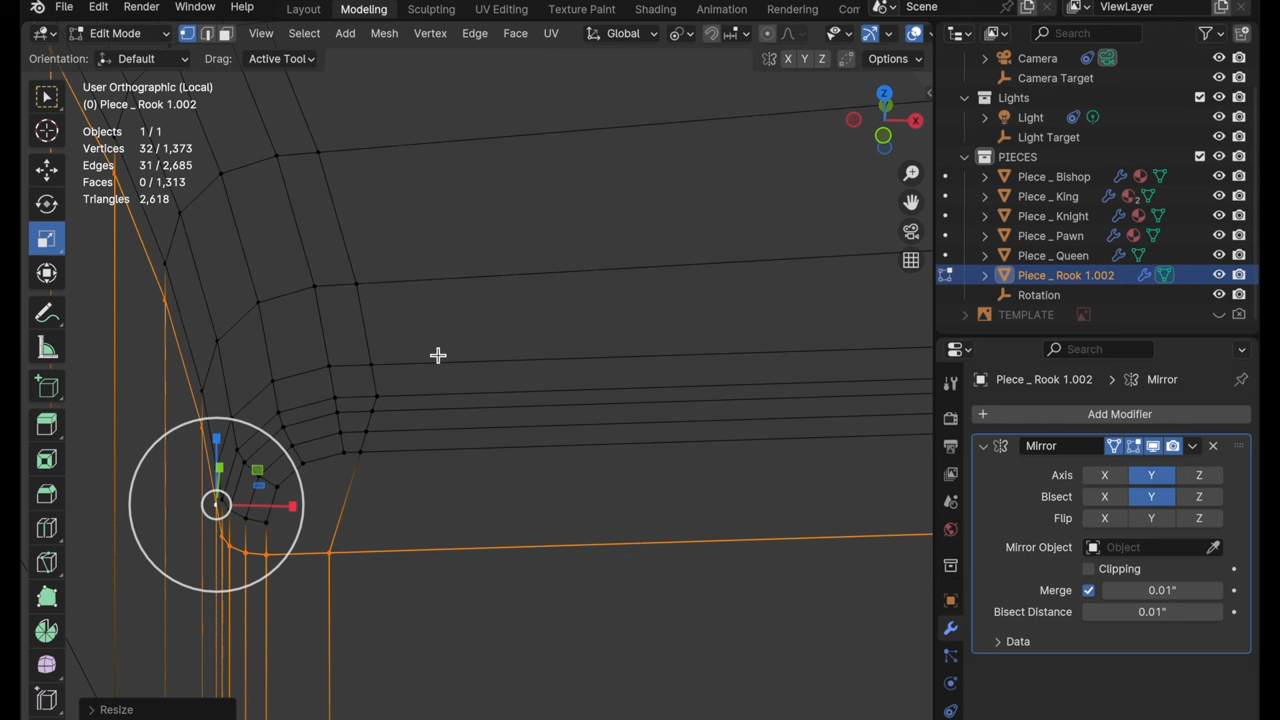 File Edit Render Window Help Layout Modeling Sculpting UV Editing Texture Paint Shading Animation Rendering Scene ViewLayer
Edit Mode View Select Add Mesh Vertex Edge Face UV Global Search
Orientation: Default Drag: Active Tool X Y Z Options
User Orthographic (Local)
(0) Piece _ Rook 1.002
Objects 1 / 1
Vertices 32 / 1,373
Edges 31 / 2,685
Faces 0 / 1,313
Triangles 2,618
Z
X
Resize
Camera
Camera Target
Lights
Light
Light Target
PIECES
Piece _ Bishop
Piece _ King 2
Piece _ Knight
Piece _ Pawn
Piece _ Queen
Piece _ Rook 1.002
Rotation
TEMPLATE
Search
Piece _ Rook 1.002 Mirror
+ Add Modifier
Mirror
Axis X Y Z
Bisect X Y Z
Flip X Y Z
Mirror Object Object
Clipping
Merge 0.01"
Bisect Distance 0.01"
Data